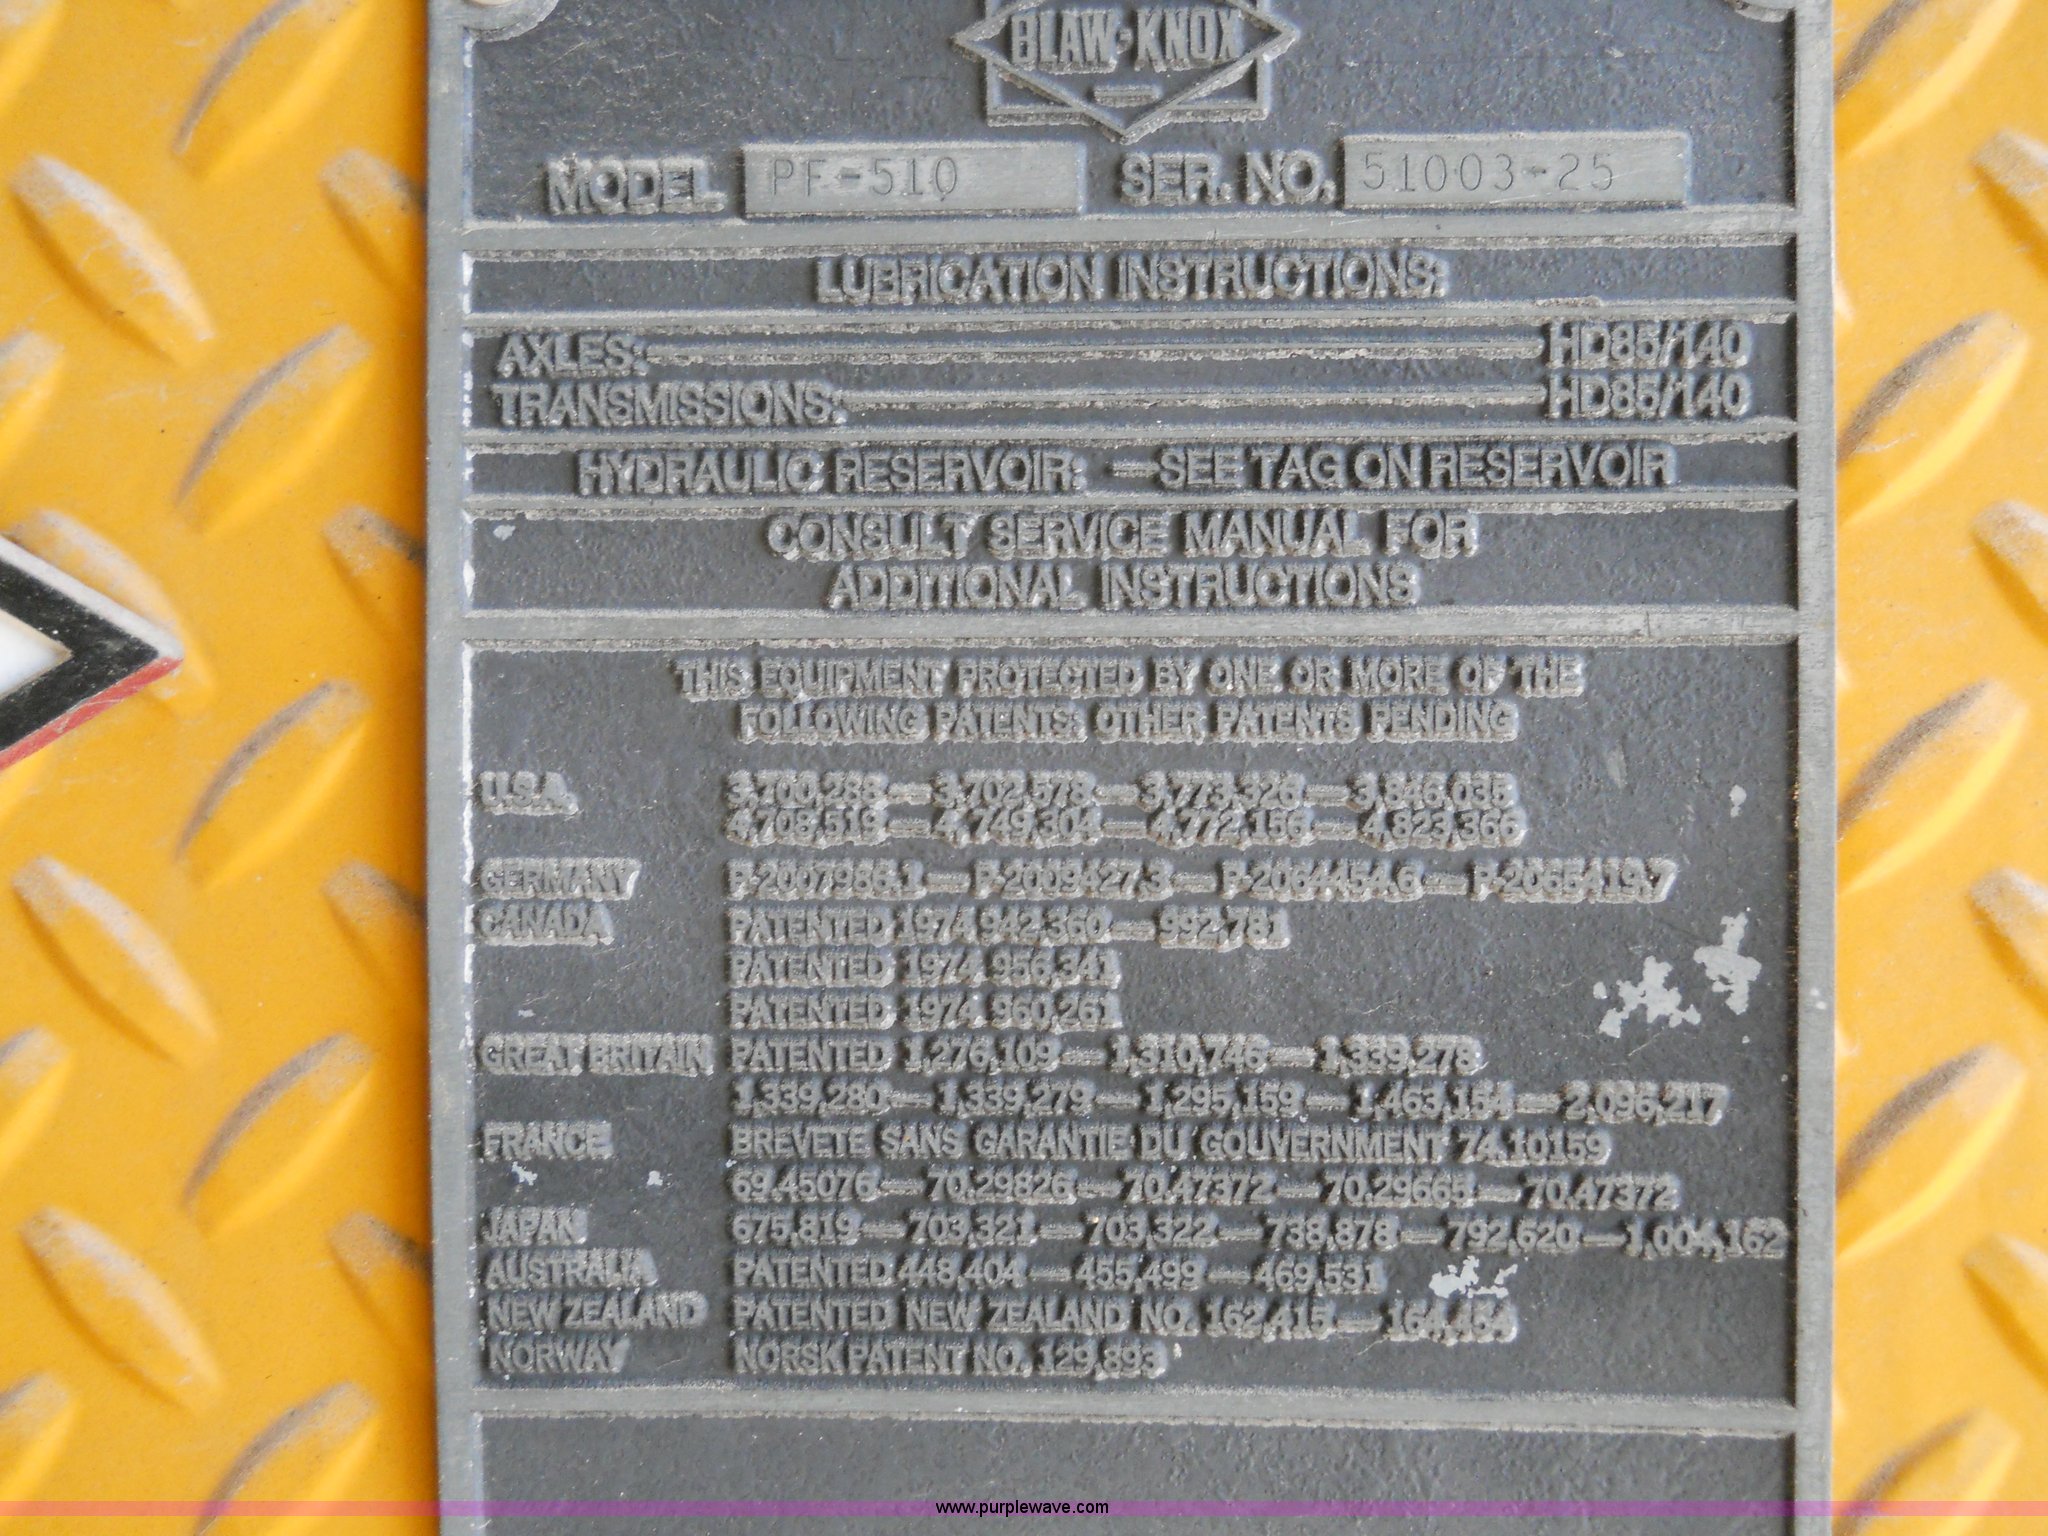 BLAW-KNOX
MODEL PF-510 SER. NO. 51003-25
LUBRICATION INSTRUCTIONS:
AXLES: HD85/140
TRANSMISSIONS: HD85/140
HYDRAULIC RESERVOIR: — SEE TAG ON RESERVOIR
CONSULT SERVICE MANUAL FOR
ADDITIONAL INSTRUCTIONS
THIS EQUIPMENT PROTECTED BY ONE OR MORE OF THE
FOLLOWING PATENTS: OTHER PATENTS PENDING
U.S.A. 3,700,288 — 3,702,578 — 3,773,326 — 3,846,035
4,708,519 — 4,749,304 — 4,772,156 — 4,823,366
GERMANY P-2007986.1 — P-2009427.3 — P-2064454.6 — P-2065419.7
CANADA PATENTED 1974 942,360 — 992,781
PATENTED 1974 956,341
PATENTED 1974 960,261
GREAT BRITAIN PATENTED 1,276,109 — 1,310,746 — 1,339,278
1,339,280 — 1,339,279 — 1,295,159 — 1,463,154 — 2,096,217
FRANCE BREVETE SANS GARANTIE DU GOUVERNMENT 74.10159
69.45076 — 70.29826 — 70.47372 — 70.29665 — 70.47372
JAPAN 675,819 — 703,321 — 703,322 — 738,878 — 792,620 — 1,004,162
AUSTRALIA PATENTED 448,404 — 455,499 — 469,531
NEW ZEALAND PATENTED NEW ZEALAND NO. 162,415 — 164,454
NORWAY NORSK PATENT NO. 129,893
www.purplewave.com